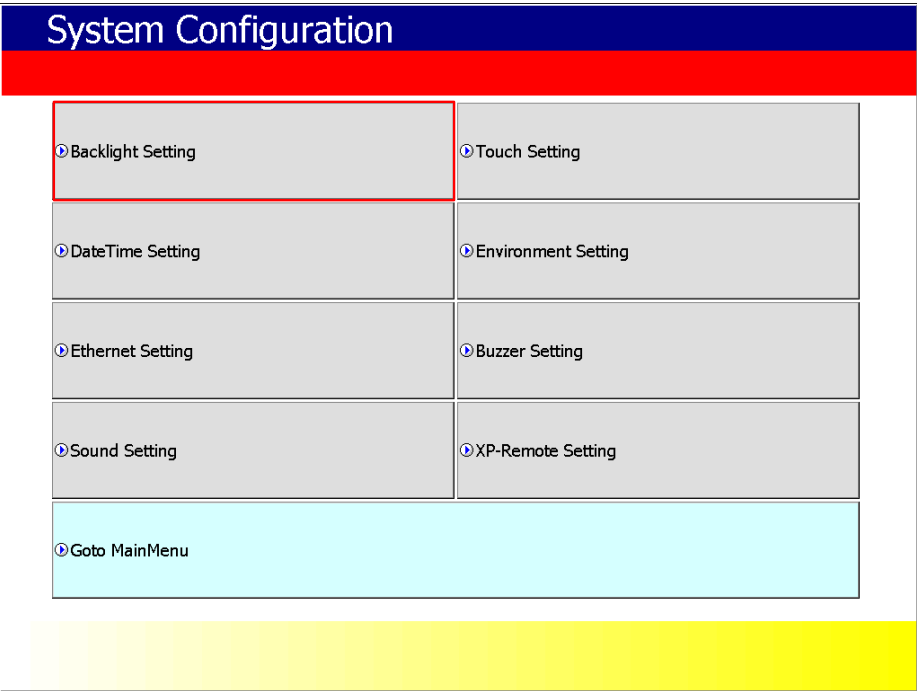 System Configuration
Backlight Setting
Touch Setting
DateTime Setting
Environment Setting
Ethernet Setting
Buzzer Setting
Sound Setting
XP-Remote Setting
Goto MainMenu